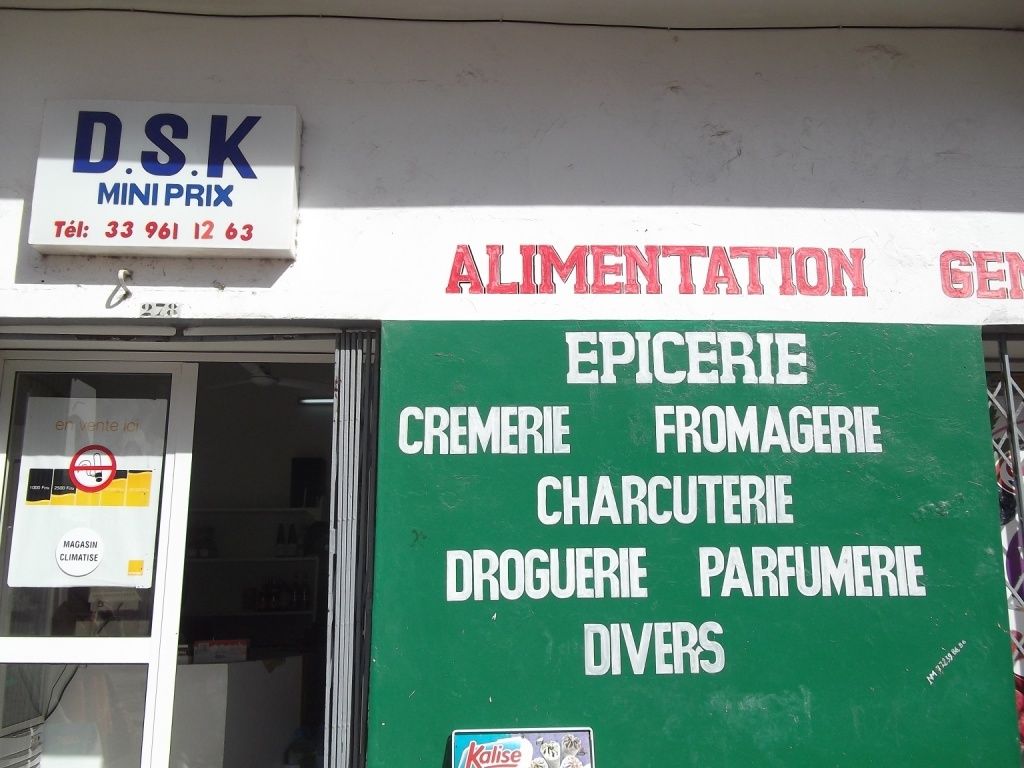 D.S.K
MINI PRIX
Tél: 33 961 12 63
278
ALIMENTATION GEN
EPICERIE
CREMERIE FROMAGERIE
CHARCUTERIE
DROGUERIE PARFUMERIE
DIVERS
en vente ici
MAGASIN
CLIMATISE
Kalise